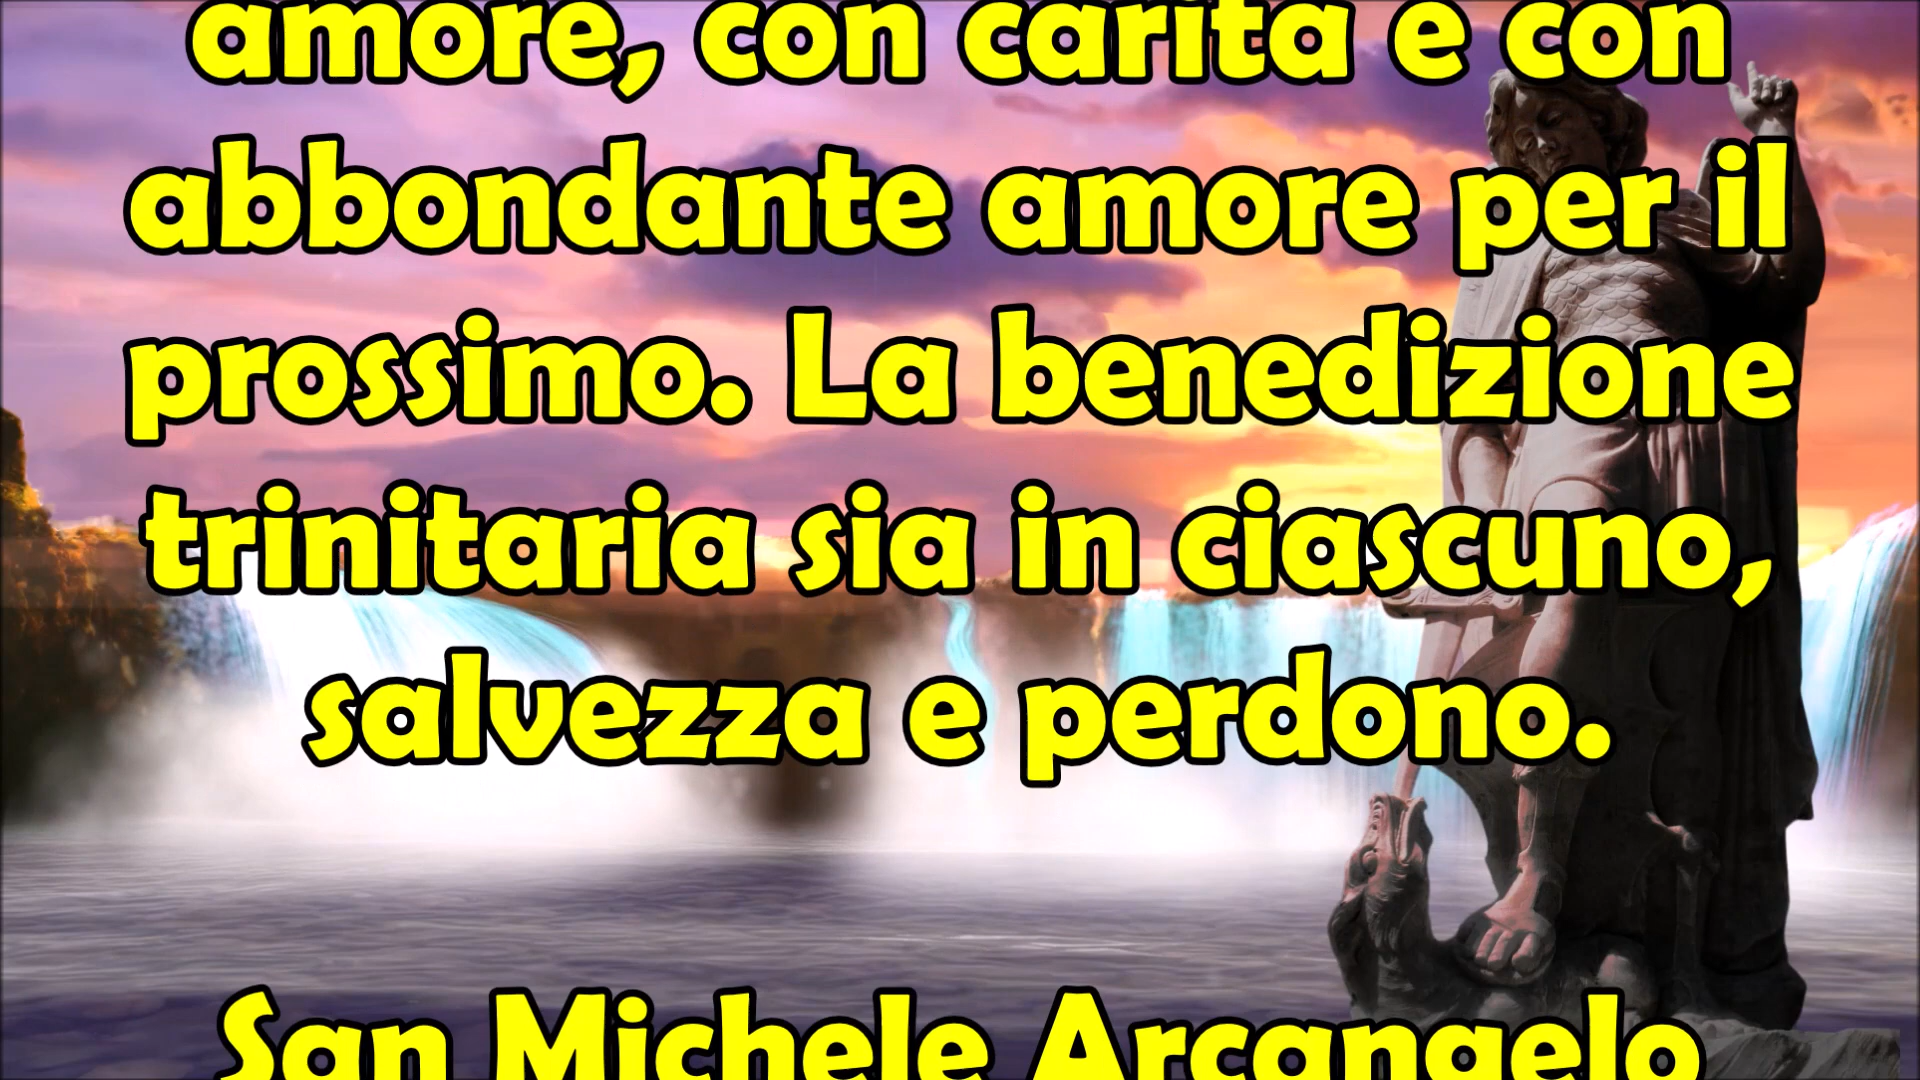 amore, con carità e con
abbondante amore per il
prossimo. La benedizione
trinitaria sia in ciascuno,
salvezza e perdono.
San Michele Arcangelo